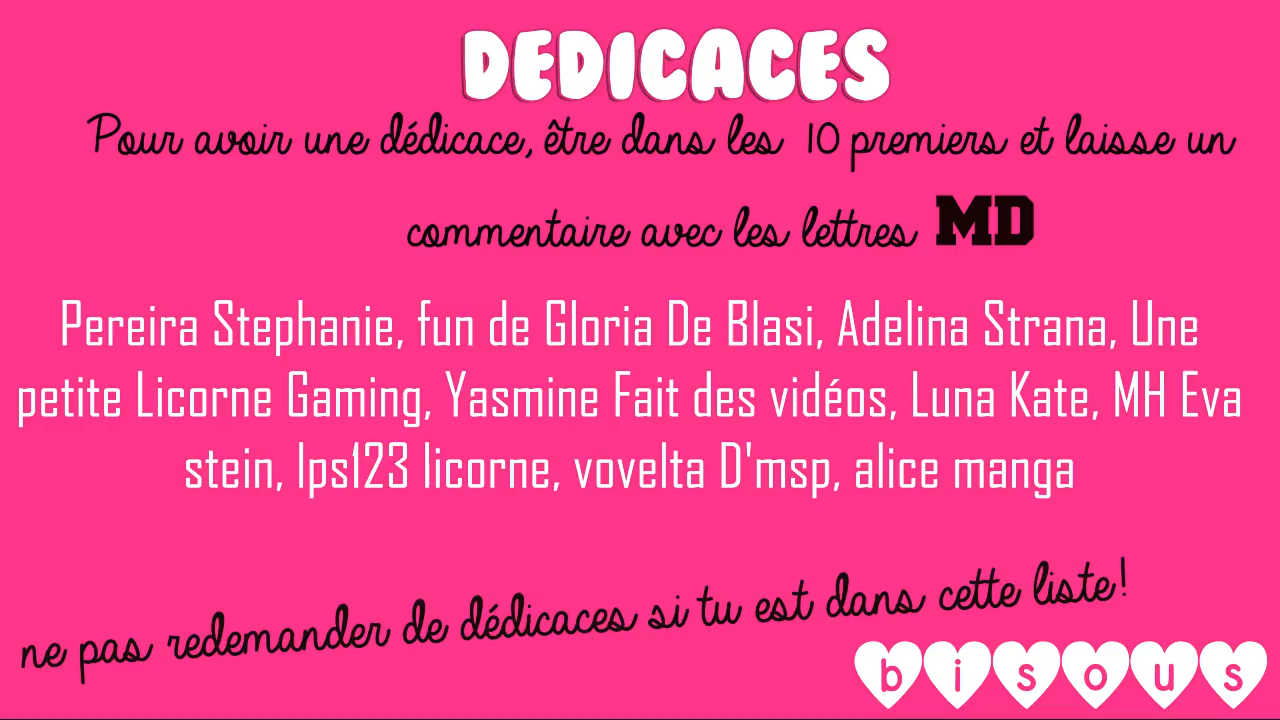 DEDICACES
Pour avoir une dédicace, être dans les 10 premiers et laisse un
commentaire avec les lettres MD
Pereira Stephanie, fun de Gloria De Blasi, Adelina Strana, Une
petite Licorne Gaming, Yasmine Fait des vidéos, Luna Kate, MH Eva
stein, lps123 licorne, vovelta D'msp, alice manga
ne pas redemander de dédicaces si tu est dans cette liste!
bisous